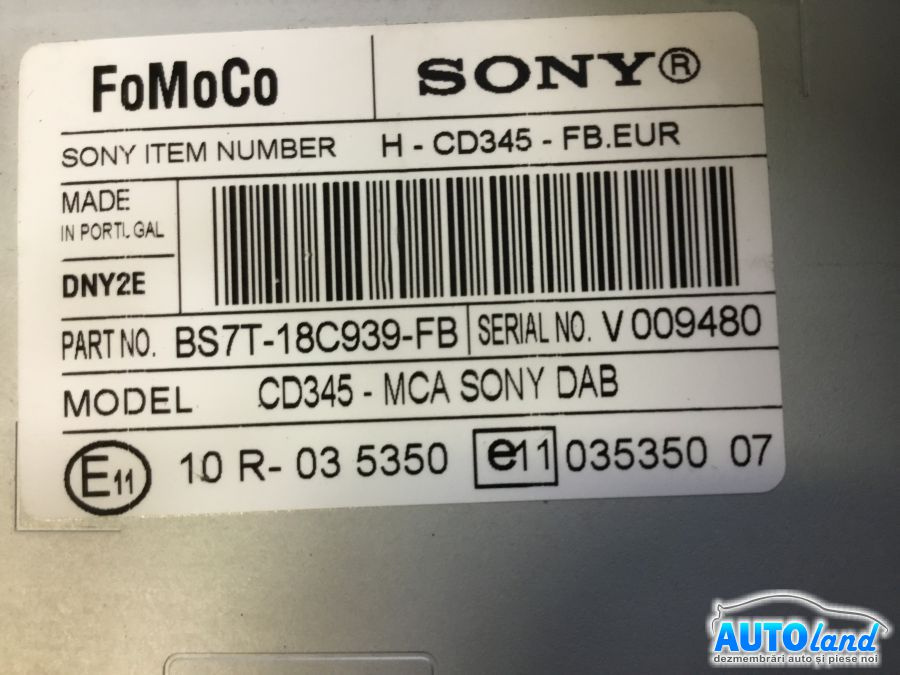 FoMoCo SONY®
SONY ITEM NUMBER H - CD345 - FB.EUR
MADE
IN PORTUGAL
DNY2E
PART NO. BS7T-18C939-FB SERIAL NO. V 009480
MODEL CD345 - MCA SONY DAB
E11 10 R- 03 5350 e11 035350 07
AUTOland
dezmembrări auto și piese noi